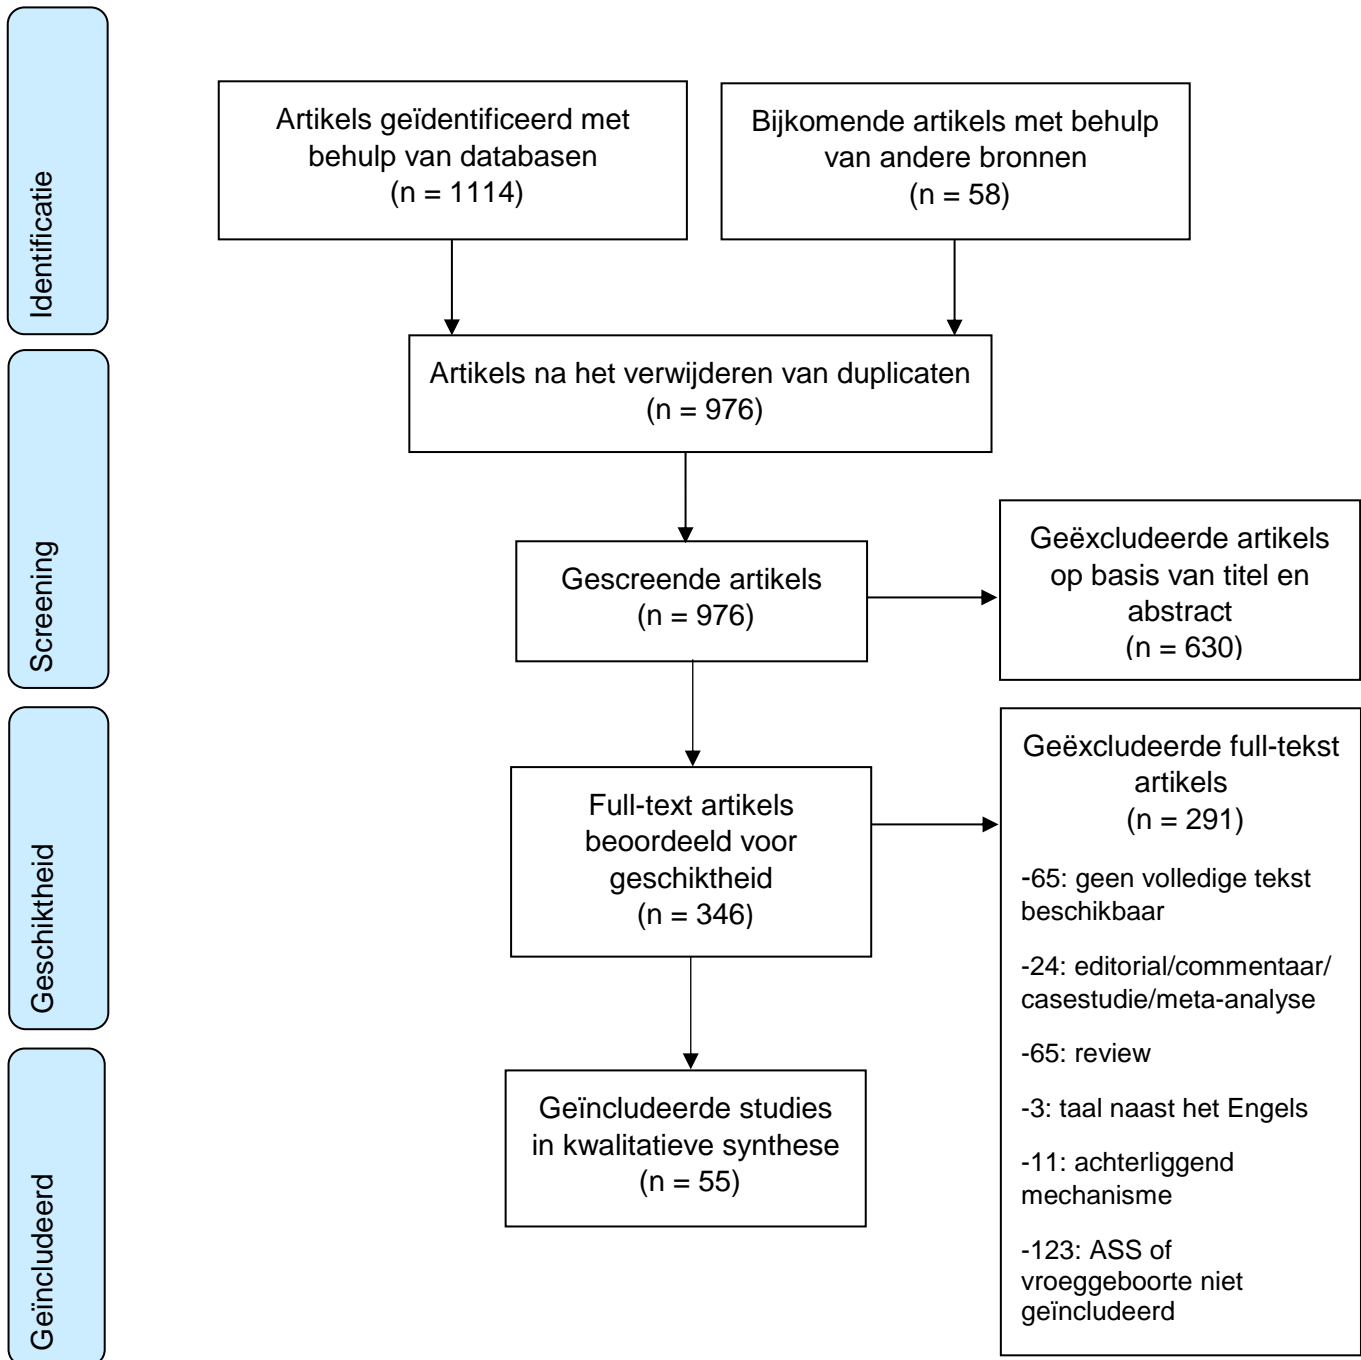 Identificatie
Artikels geïdentificeerd met
behulp van databasen
(n = 1114)
Bijkomende artikels met behulp
van andere bronnen
(n = 58)
Artikels na het verwijderen van duplicaten
(n = 976)
Screening
Gescreende artikels
(n = 976)
Geëxcludeerde artikels
op basis van titel en
abstract
(n = 630)
Geschiktheid
Full-text artikels
beoordeeld voor
geschiktheid
(n = 346)
Geëxcludeerde full-tekst
artikels
(n = 291)
-65: geen volledige tekst
beschikbaar
-24: editorial/commentaar/
casestudie/meta-analyse
-65: review
-3: taal naast het Engels
-11: achterliggend
mechanisme
-123: ASS of
vroeggeboorte niet
geïncludeerd
Geïncludeerd
Geïncludeerde studies
in kwalitatieve synthese
(n = 55)